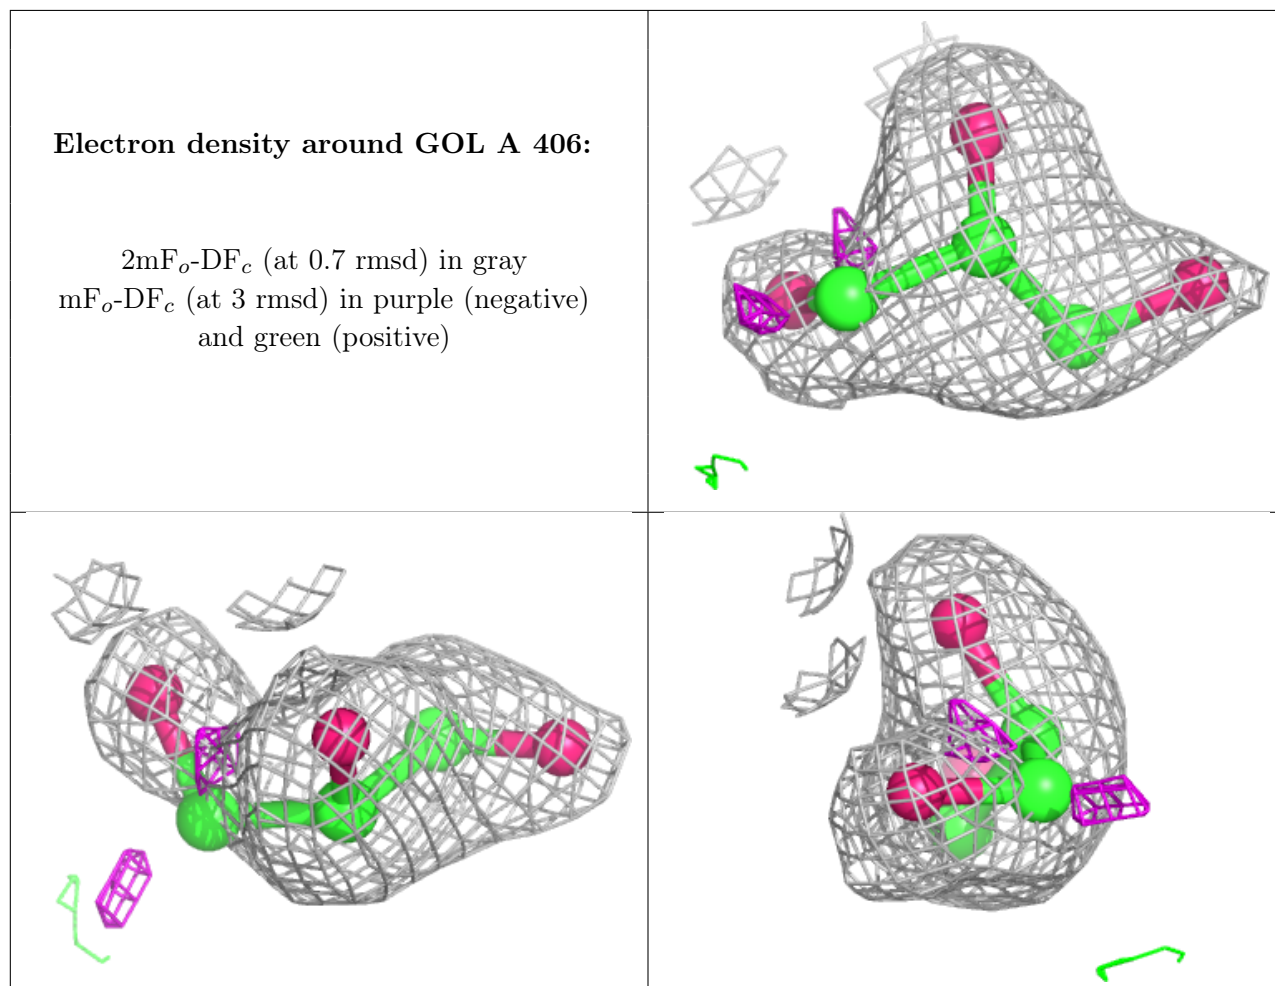 Electron density around GOL A 406:
2mFo-DFc (at 0.7 rmsd) in gray
mFo-DFc (at 3 rmsd) in purple (negative)
and green (positive)